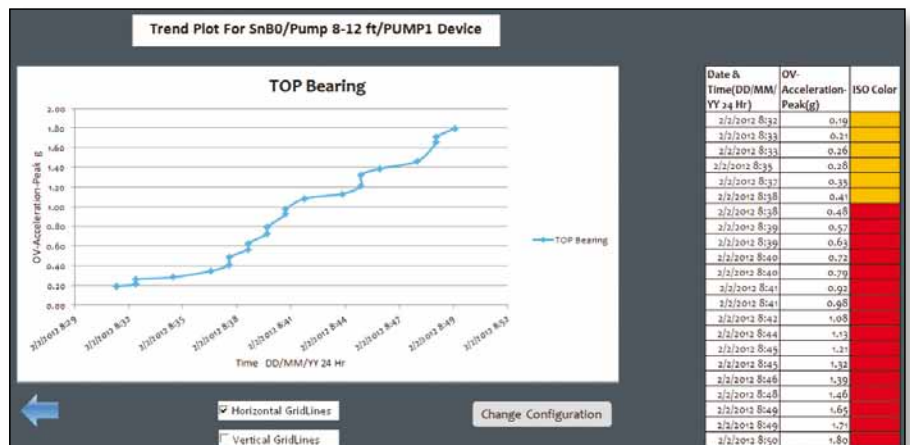 Trend Plot For SnB0/Pump 8-12 ft/PUMP1 Device
TOP Bearing
OV-Acceleration-Peak g
2.00
1.80
1.60
1.40
1.20
1.00
0.80
0.60
0.40
0.20
0.00
2/2/2012 8:29
2/2/2012 8:32
2/2/2012 8:35
2/2/2012 8:38
2/2/2012 8:41
2/2/2012 8:44
2/2/2012 8:47
2/2/2012 8:49
2/2/2012 8:52
Time DD/MM/YY 24 Hr
TOP Bearing
Horizontal GridLines
Vertical GridLines
Change Configuration
Date & Time(DD/MM/YY 24 Hr) OV-Acceleration-Peak(g) ISO Color
2/2/2012 8:32 0.19
2/2/2012 8:33 0.21
2/2/2012 8:33 0.26
2/2/2012 8:35 0.28
2/2/2012 8:37 0.35
2/2/2012 8:38 0.41
2/2/2012 8:38 0.48
2/2/2012 8:39 0.57
2/2/2012 8:39 0.63
2/2/2012 8:40 0.72
2/2/2012 8:40 0.79
2/2/2012 8:41 0.92
2/2/2012 8:41 0.98
2/2/2012 8:42 1.08
2/2/2012 8:44 1.13
2/2/2012 8:45 1.21
2/2/2012 8:45 1.32
2/2/2012 8:46 1.39
2/2/2012 8:48 1.46
2/2/2012 8:49 1.65
2/2/2012 8:49 1.71
2/2/2012 8:50 1.80